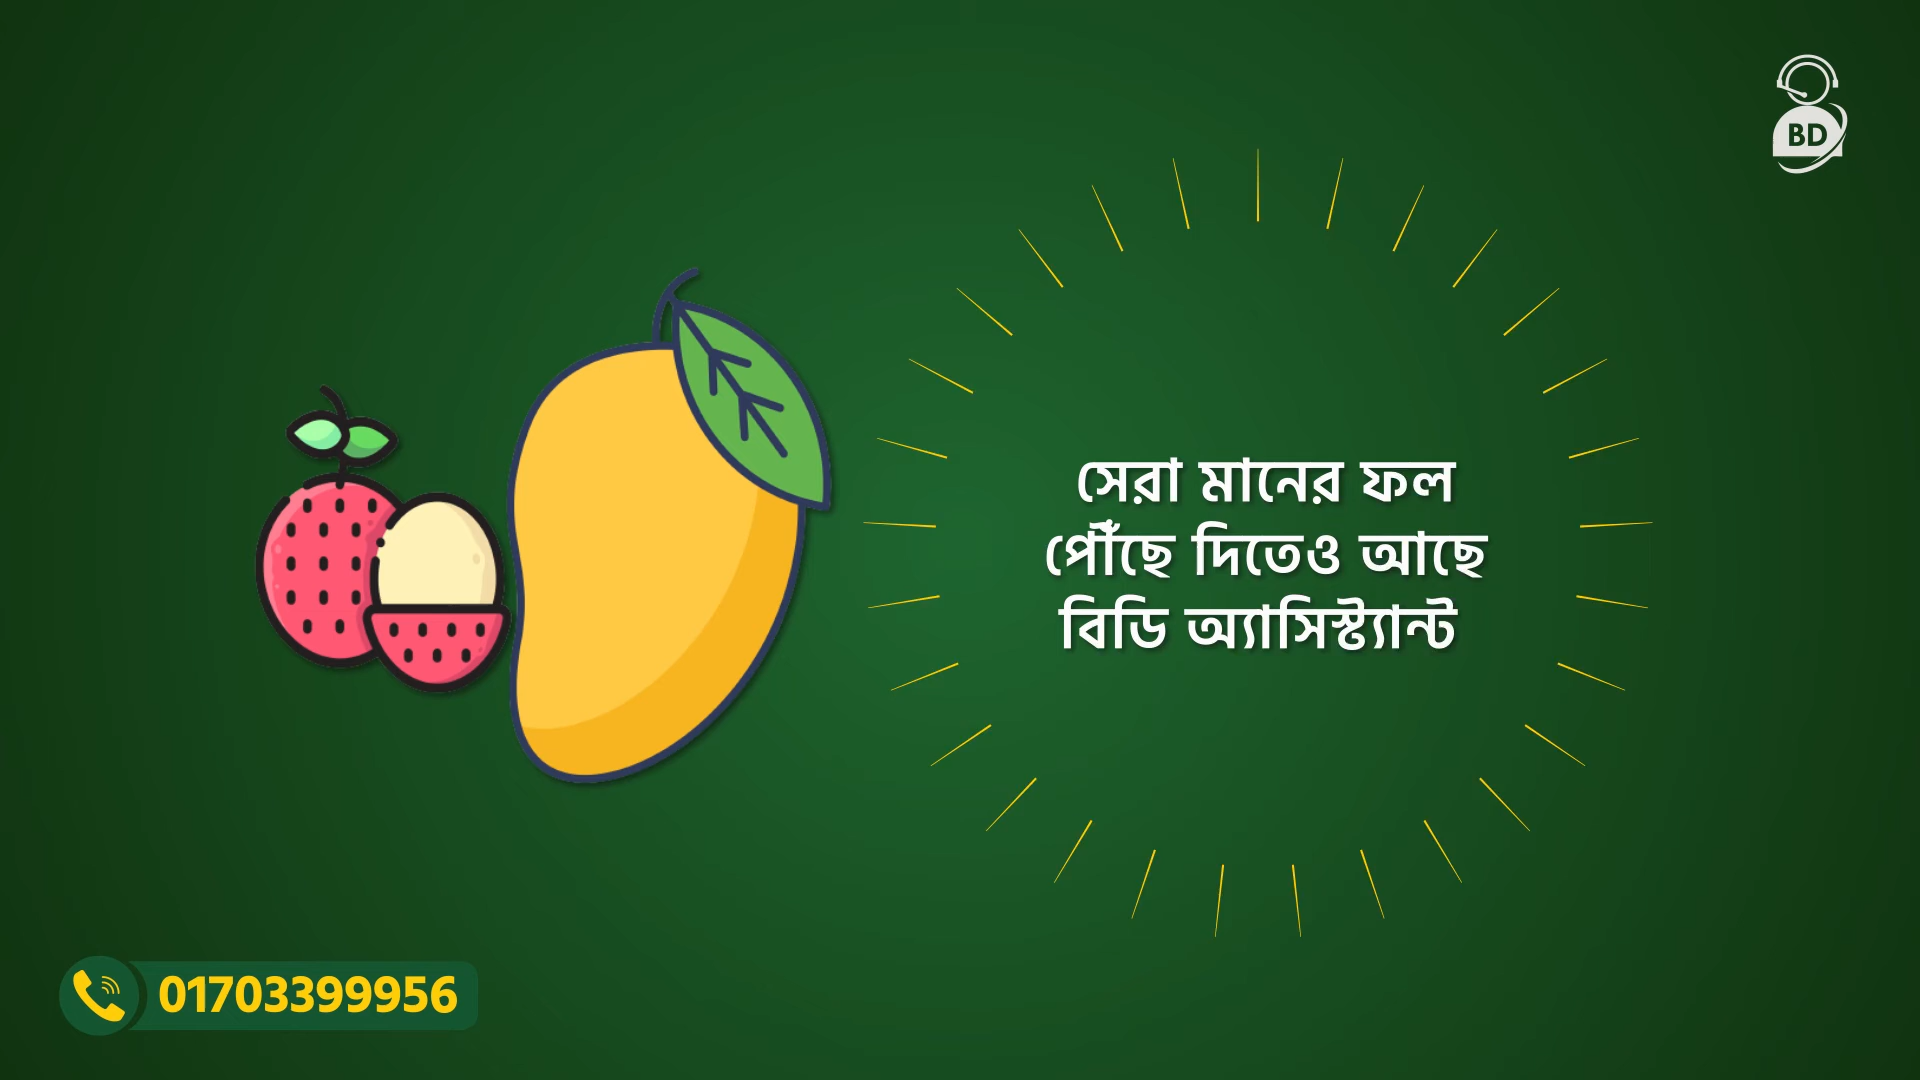 BD
সেরা মানের ফল
পৌঁছে দিতেও আছে
বিডি অ্যাসিস্ট্যান্ট
01703399956